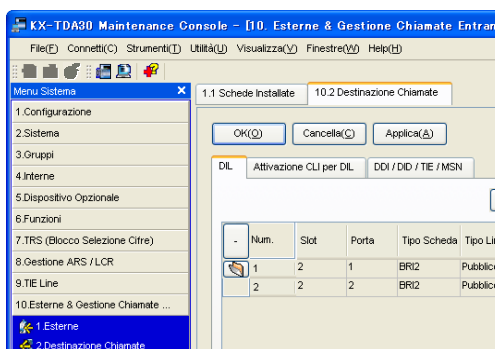 KX-TDA30 Maintenance Console - [10. Esterne & Gestione Chiamate Entran
File(F) Connetti(C) Strumenti(T) Utilità(U) Visualizza(V) Finestre(W) Help(H)
Menu Sistema X
1.1 Schede Installate 10.2 Destinazione Chiamate
1.Configurazione
2.Sistema
3.Gruppi
4.Interne
5.Dispositivo Opzionale
6.Funzioni
7.TRS (Blocco Selezione Cifre)
8.Gestione ARS / LCR
9.TIE Line
10.Esterne & Gestione Chiamate ...
1.Esterne
2.Destinazione Chiamate
OK(O) Cancella(C) Applica(A)
DIL Attivazione CLI per DIL DDI / DID / TIE / MSN
- Num. Slot Porta Tipo Scheda Tipo Li
1 2 1 BRI2 Pubblico
2 2 2 BRI2 Pubblico